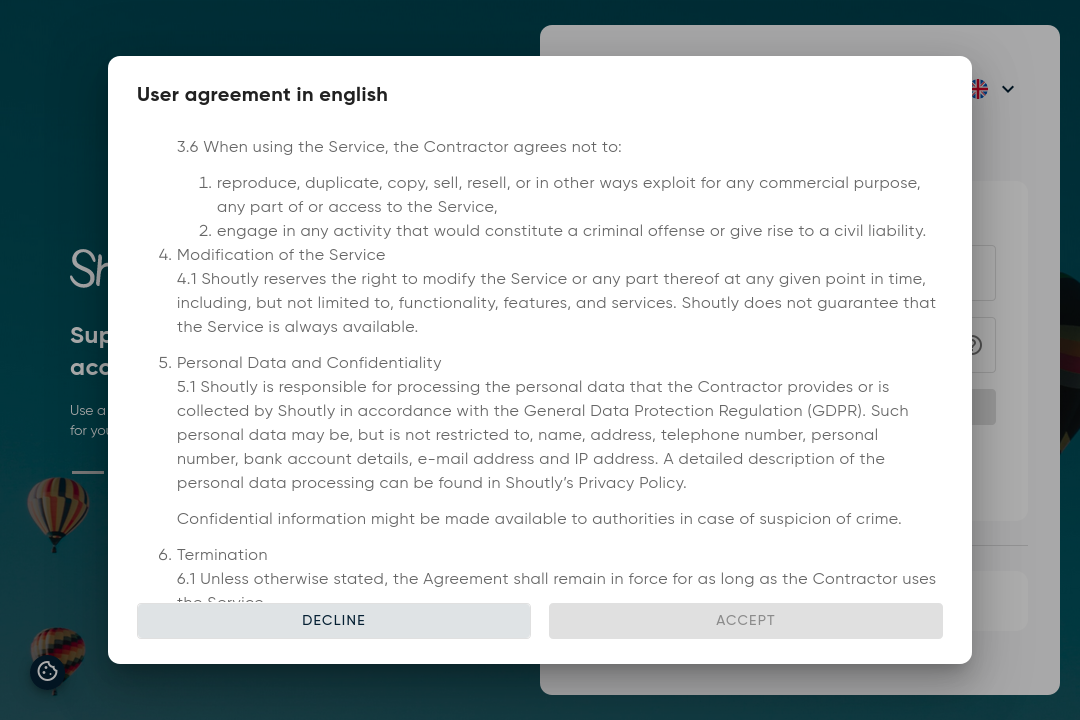 User agreement in english
3.6 When using the Service, the Contractor agrees not to:
1. reproduce, duplicate, copy, sell, resell, or in other ways exploit for any commercial purpose,
any part of or access to the Service,
2. engage in any activity that would constitute a criminal offense or give rise to a civil liability.
4. Modification of the Service
4.1 Shoutly reserves the right to modify the Service or any part thereof at any given point in time,
including, but not limited to, functionality, features, and services. Shoutly does not guarantee that
the Service is always available.
5. Personal Data and Confidentiality
5.1 Shoutly is responsible for processing the personal data that the Contractor provides or is
collected by Shoutly in accordance with the General Data Protection Regulation (GDPR). Such
personal data may be, but is not restricted to, name, address, telephone number, personal
number, bank account details, e-mail address and IP address. A detailed description of the
personal data processing can be found in Shoutly’s Privacy Policy.
Confidential information might be made available to authorities in case of suspicion of crime.
6. Termination
6.1 Unless otherwise stated, the Agreement shall remain in force for as long as the Contractor uses
the Service
DECLINE
ACCEPT
Use a